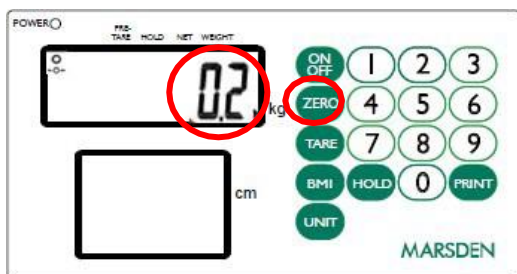 POWER
PRE-
TARE HOLD NET WEIGHT
0.2 kg
cm
ON
OFF 1 2 3
ZERO 4 5 6
TARE 7 8 9
BMI HOLD 0 PRINT
UNIT
MARSDEN